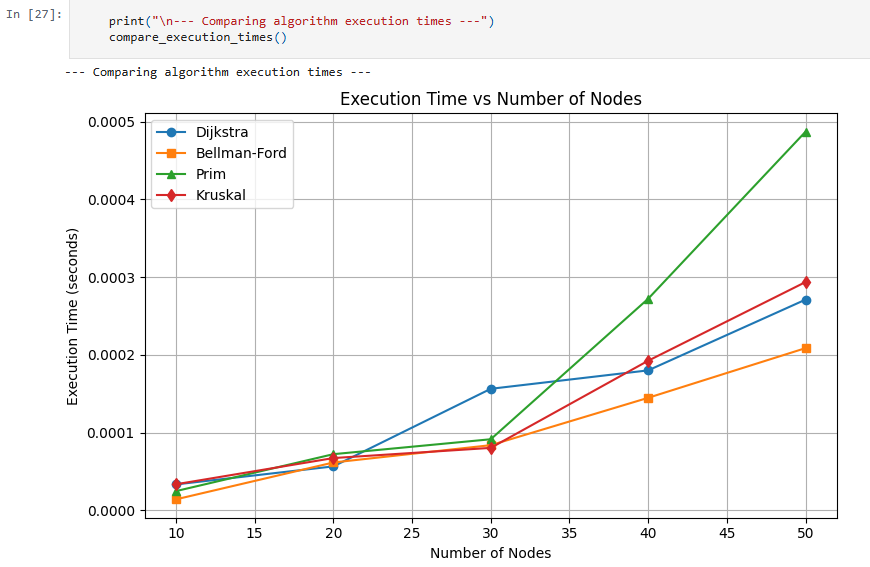 In [27]:
print("\n--- Comparing algorithm execution times ---")
compare_execution_times()
--- Comparing algorithm execution times ---
Execution Time vs Number of Nodes
Dijkstra
Bellman-Ford
Prim
Kruskal
Execution Time (seconds)
0.0005
0.0004
0.0003
0.0002
0.0001
0.0000
10 15 20 25 30 35 40 45 50
Number of Nodes